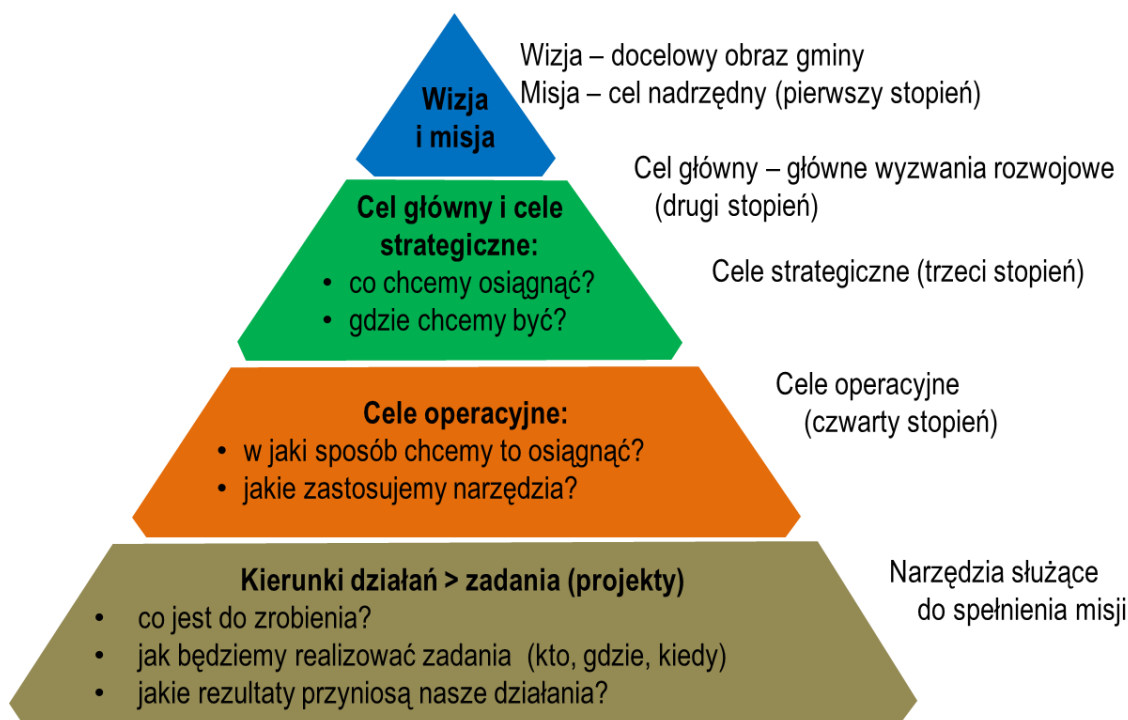 Wizja – docelowy obraz gminy
Misja – cel nadrzędny (pierwszy stopień)
Wizja
i misja
Cel główny – główne wyzwania rozwojowe
(drugi stopień)
Cel główny i cele
strategiczne:
• co chcemy osiągnąć?
• gdzie chcemy być?
Cele strategiczne (trzeci stopień)
Cele operacyjne
(czwarty stopień)
Cele operacyjne:
• w jaki sposób chcemy to osiągnąć?
• jakie zastosujemy narzędzia?
Kierunki działań > zadania (projekty)
• co jest do zrobienia?
• jak będziemy realizować zadania (kto, gdzie, kiedy)
• jakie rezultaty przyniosą nasze działania?
Narzędzia służące
do spełnienia misji